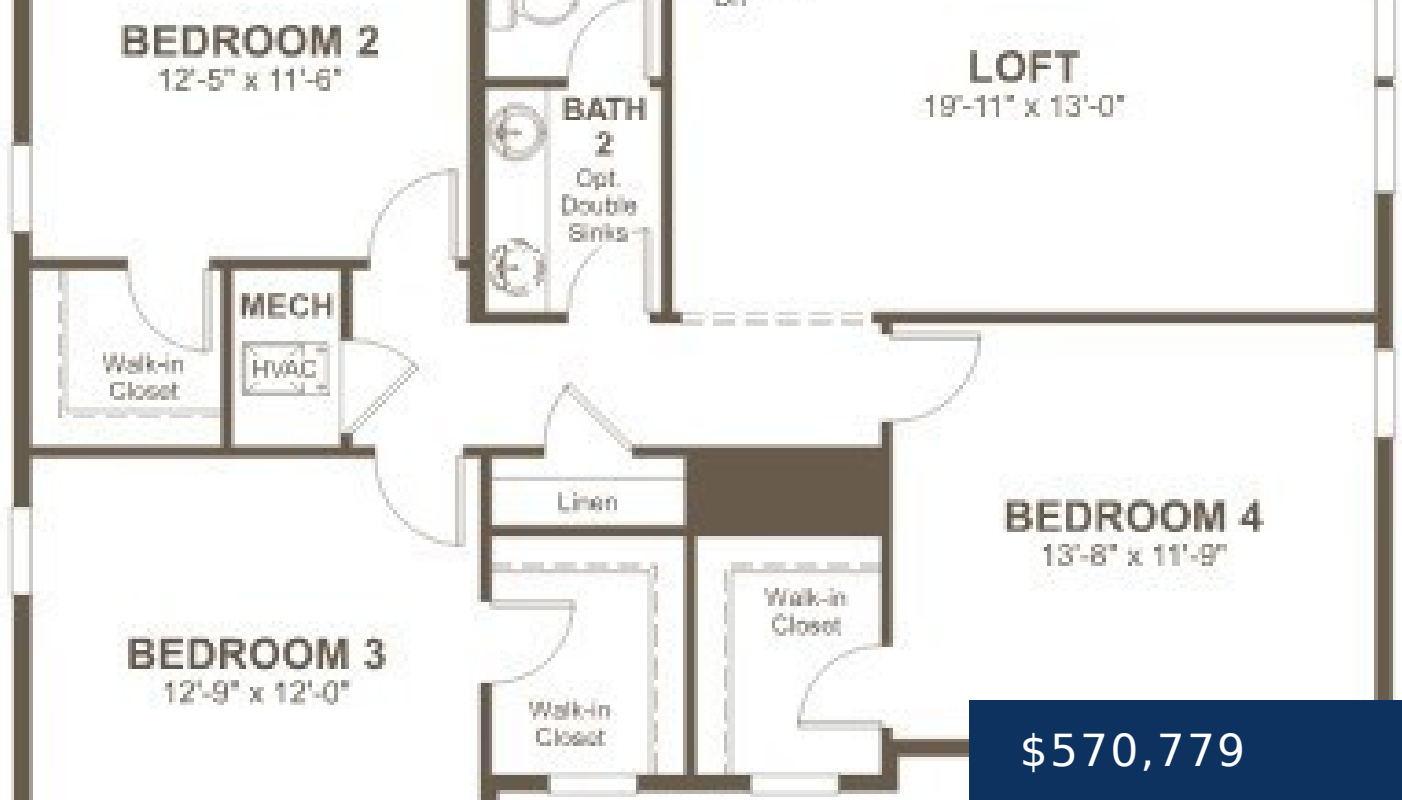 BEDROOM 2
12'-5" x 11'-6"
LOFT
19'-11" x 13'-0"
BATH
2
Opt.
Double
Sinks
MECH
HVAC
Walk-in
Closet
Linen
BEDROOM 4
13'-8" x 11'-9"
Walk-in
Closet
BEDROOM 3
12'-9" x 12'-0"
Walk-in
Closet
$570,779